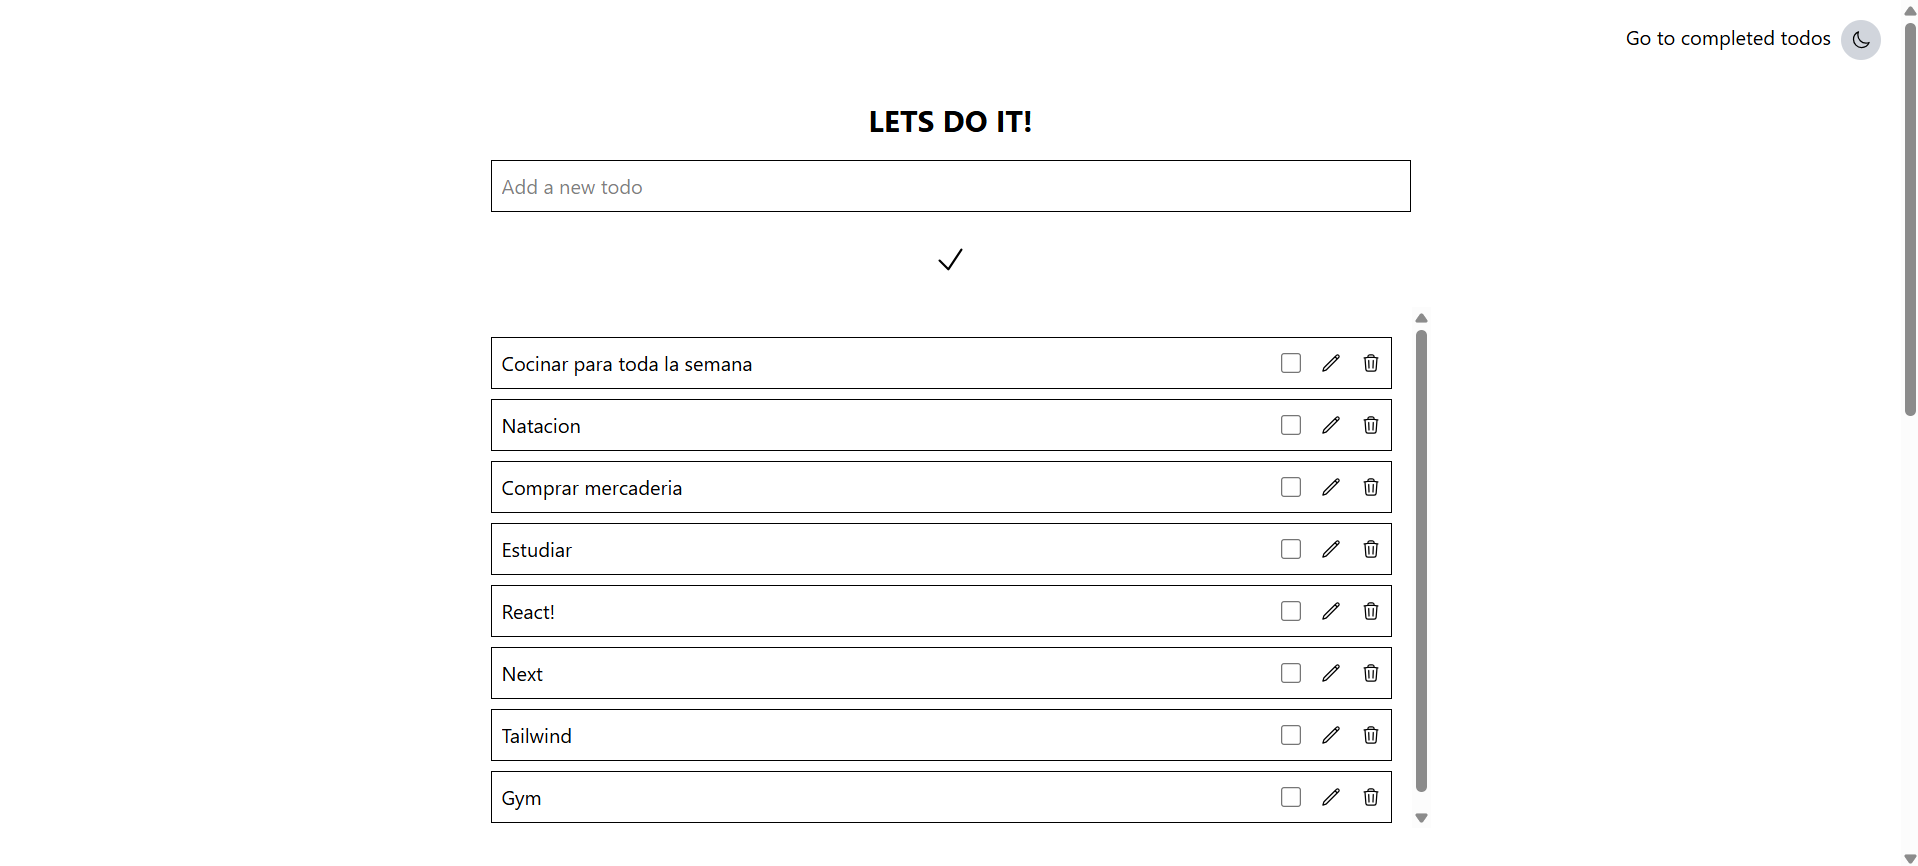 Go to completed todos
LETS DO IT!
Add a new todo
Cocinar para toda la semana
Natacion
Comprar mercaderia
Estudiar
React!
Next
Tailwind
Gym